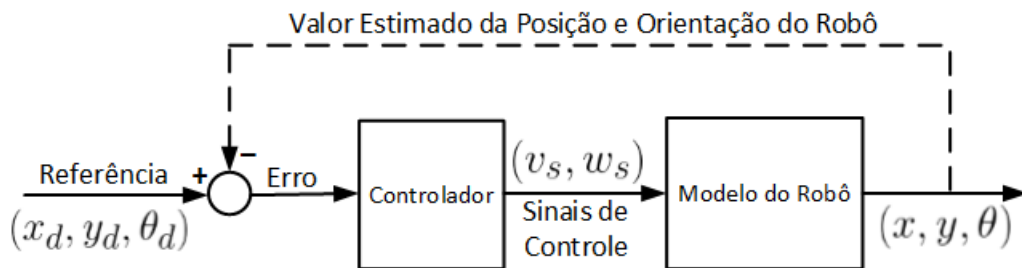 Valor Estimado da Posição e Orientação do Robô
Referência
+
−
Erro
(x_d, y_d, θ_d)
Controlador
(v_s, w_s)
Sinais de
Controle
Modelo do Robô
(x, y, θ)